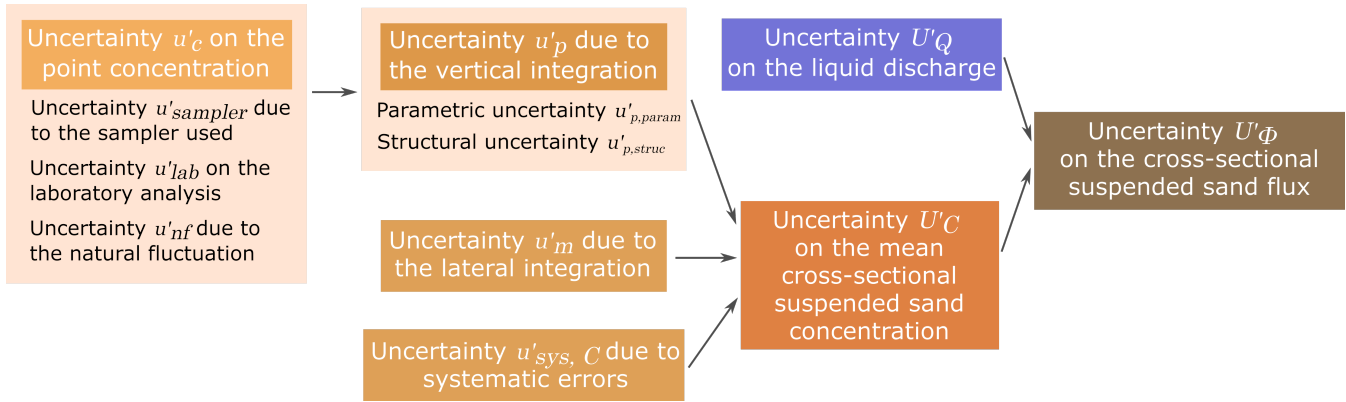 Uncertainty u'c on the
point concentration
Uncertainty u'sampler due
to the sampler used
Uncertainty u'lab on the
laboratory analysis
Uncertainty u'nf due to
the natural fluctuation
Uncertainty u'p due to
the vertical integration
Parametric uncertainty u'p,param
Structural uncertainty u'p,struc
Uncertainty u'm due to
the lateral integration
Uncertainty u'sys, C due to
systematic errors
Uncertainty U'Q
on the liquid discharge
Uncertainty U'C
on the mean
cross-sectional
suspended sand
concentration
Uncertainty U'Φ
on the cross-sectional
suspended sand flux